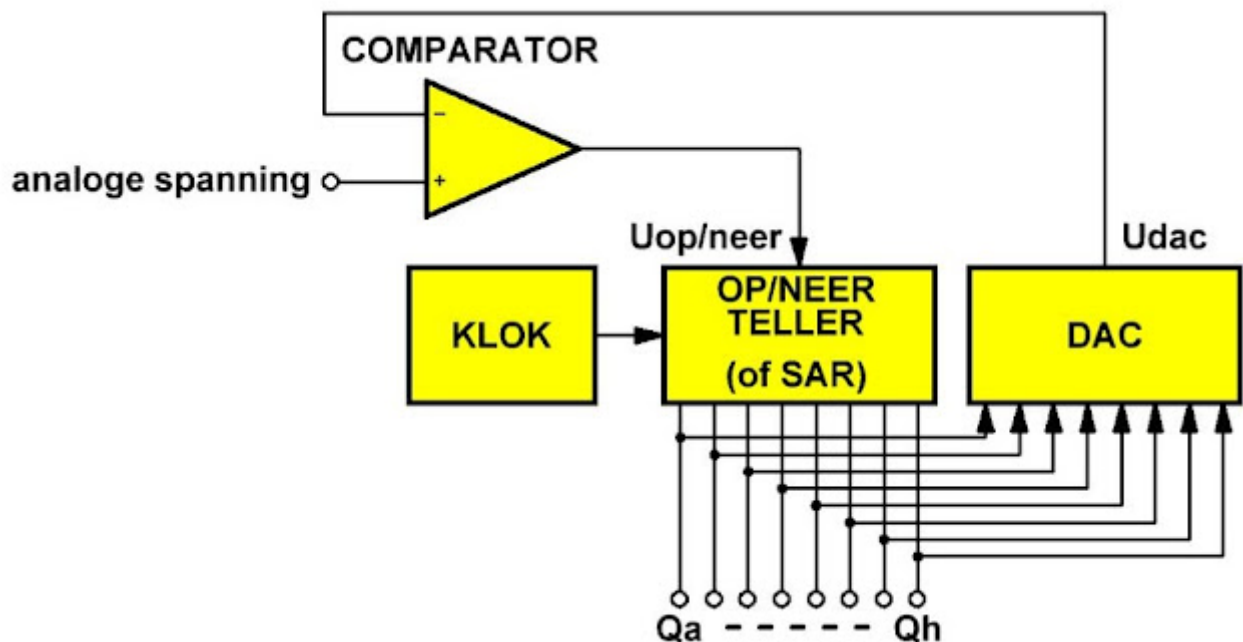 COMPARATOR
−
analoge spanning
+
Uop/neer
Udac
KLOK
OP/NEER
TELLER
(of SAR)
DAC
Qa - - - - - - Qh